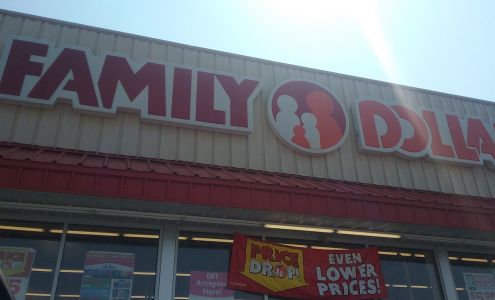 FAMILY DOLLA
PRICE
DROP!
EVEN
LOWER
PRICES!
EBT
Accepted
Here!